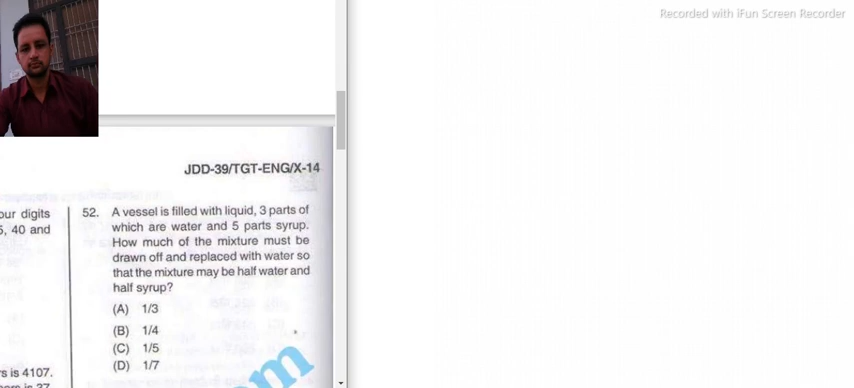 Recorded with iFun Screen Recorder
JDD-39/TGT-ENG/X-14
our digits
5, 40 and
52. A vessel is filled with liquid, 3 parts of
which are water and 5 parts syrup.
How much of the mixture must be
drawn off and replaced with water so
that the mixture may be half water and
half syrup?
(A) 1/3
(B) 1/4
(C) 1/5
(D) 1/7
rs is 4107.
om